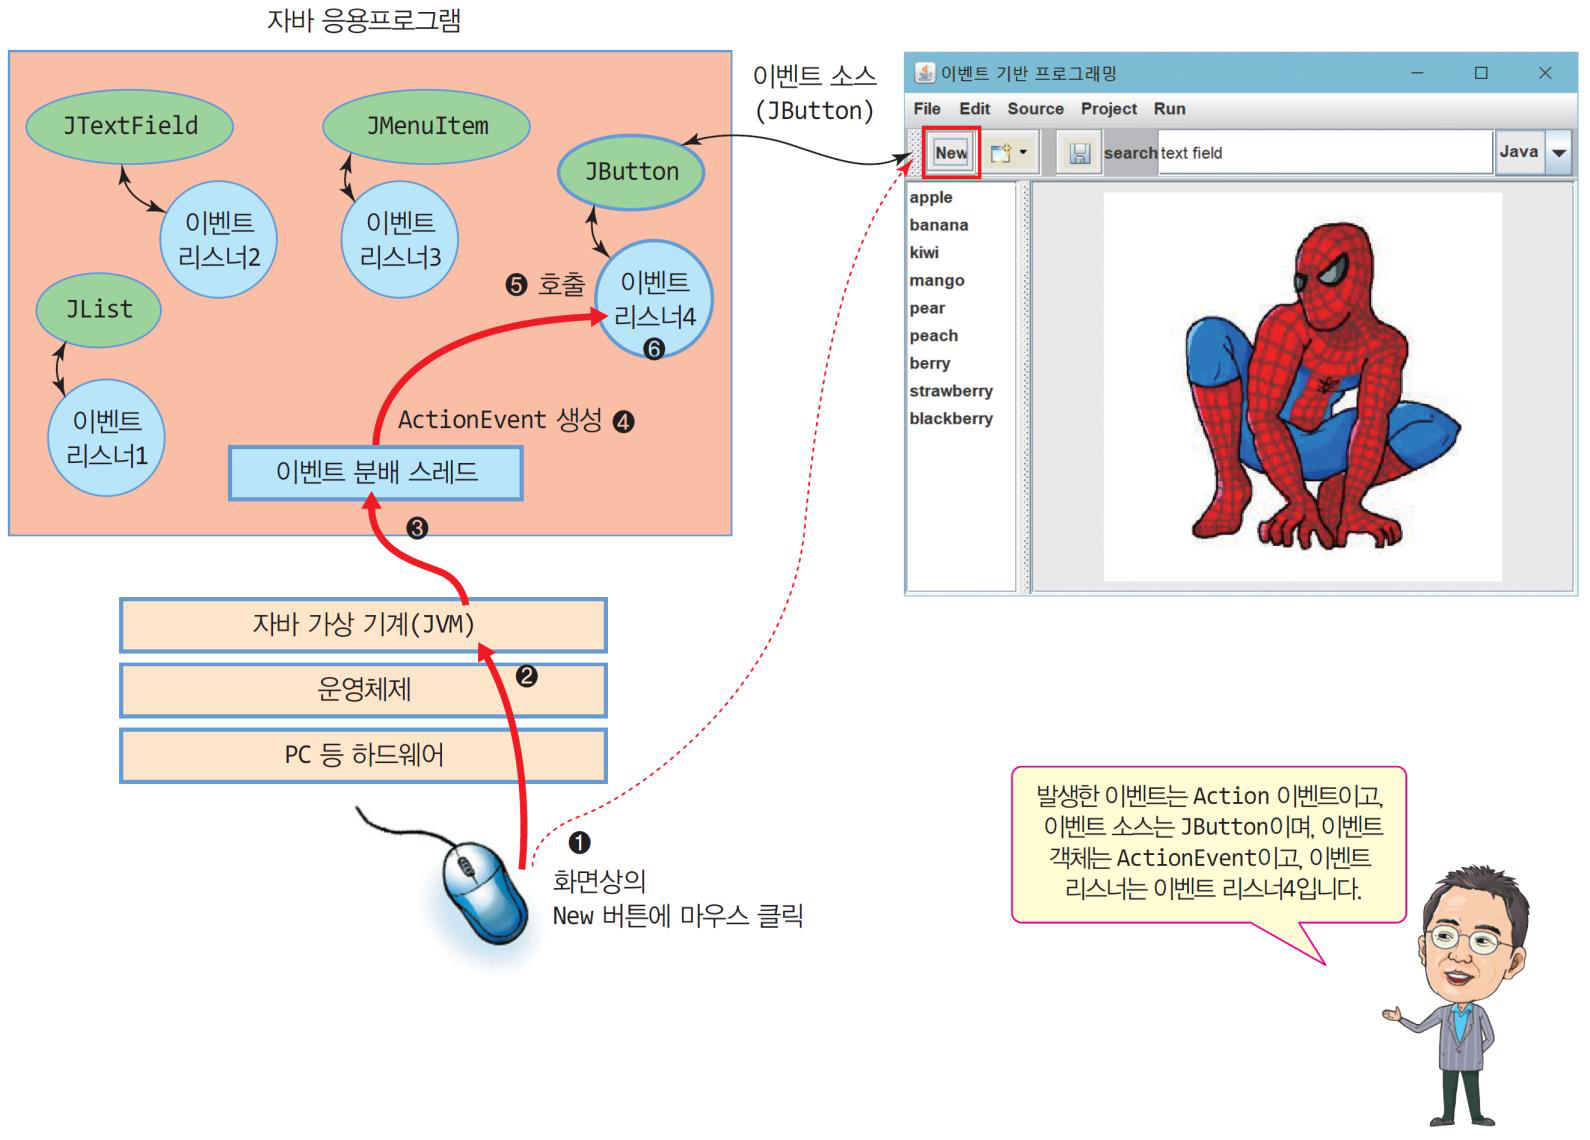 자바 응용프로그램
JTextField
이벤트
리스너2
JMenuItem
이벤트
리스너3
JButton
이벤트
리스너4
❻
❺ 호출
JList
이벤트
리스너1
ActionEvent 생성 ❹
이벤트 분배 스레드
❸
자바 가상 기계(JVM)
❷
운영체제
PC 등 하드웨어
❶
화면상의
New 버튼에 마우스 클릭
이벤트 소스
(JButton)
이벤트 기반 프로그래밍
File Edit Source Project Run
New search text field Java
apple
banana
kiwi
mango
pear
peach
berry
strawberry
blackberry
발생한 이벤트는 Action 이벤트이고,
이벤트 소스는 JButton이며, 이벤트
객체는 ActionEvent이고, 이벤트
리스너는 이벤트 리스너4입니다.